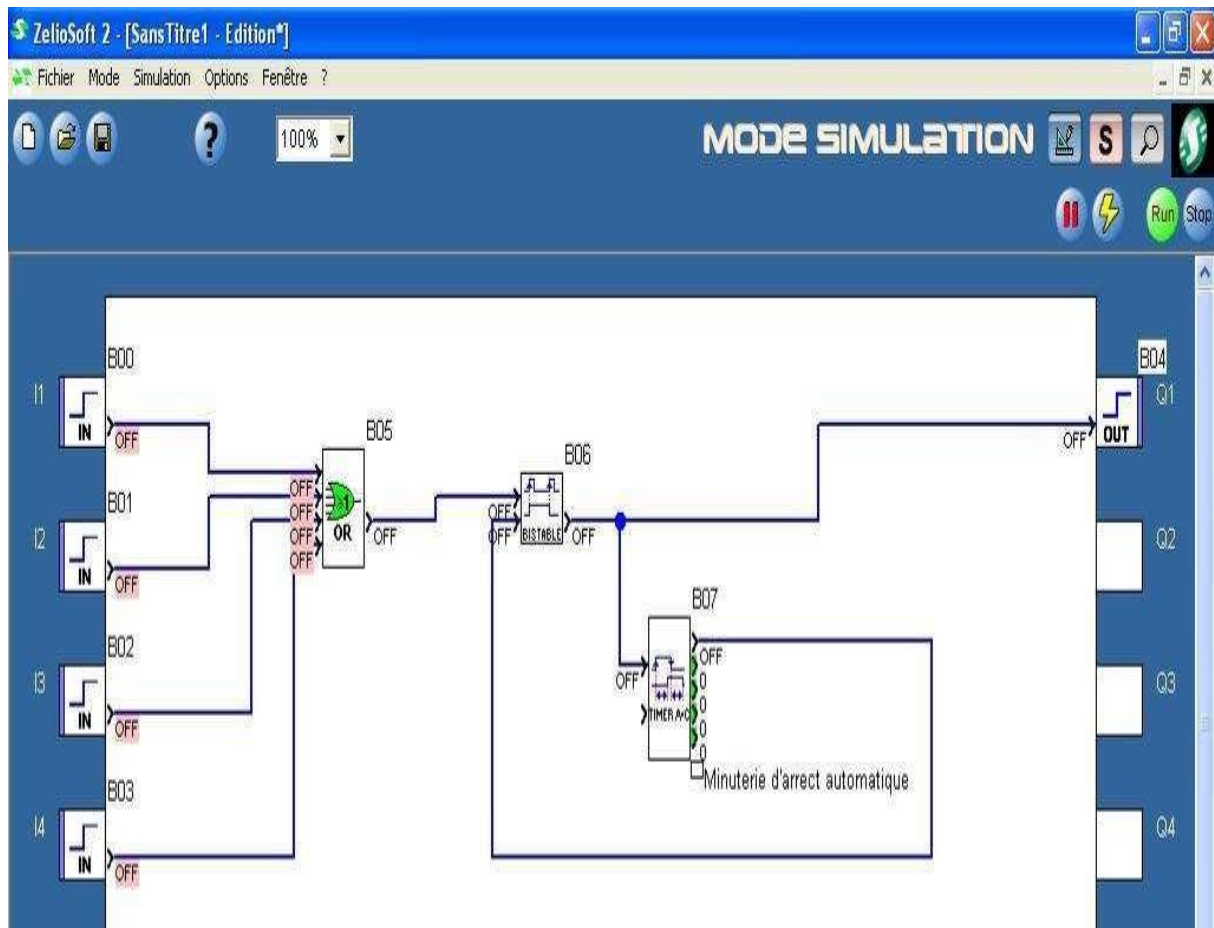 ZelioSoft 2 - [SansTitre1 - Edition*]
Fichier Mode Simulation Options Fenêtre ?
? 100% MODE SIMULATION S
Run Stop
B00
B04
I1
Q1
IN
OFF
OFF
OUT
B05
B06
OFF
OFF
OFF
OFF
≥1
OR
OFF
OFF
OFF
BISTABLE
OFF
B01
I2
Q2
IN
OFF
B07
B02
OFF
OFF
0
0
0
0
TIMER A/C
I3
Q3
IN
OFF
Minuterie d'arrect automatique
B03
I4
Q4
IN
OFF